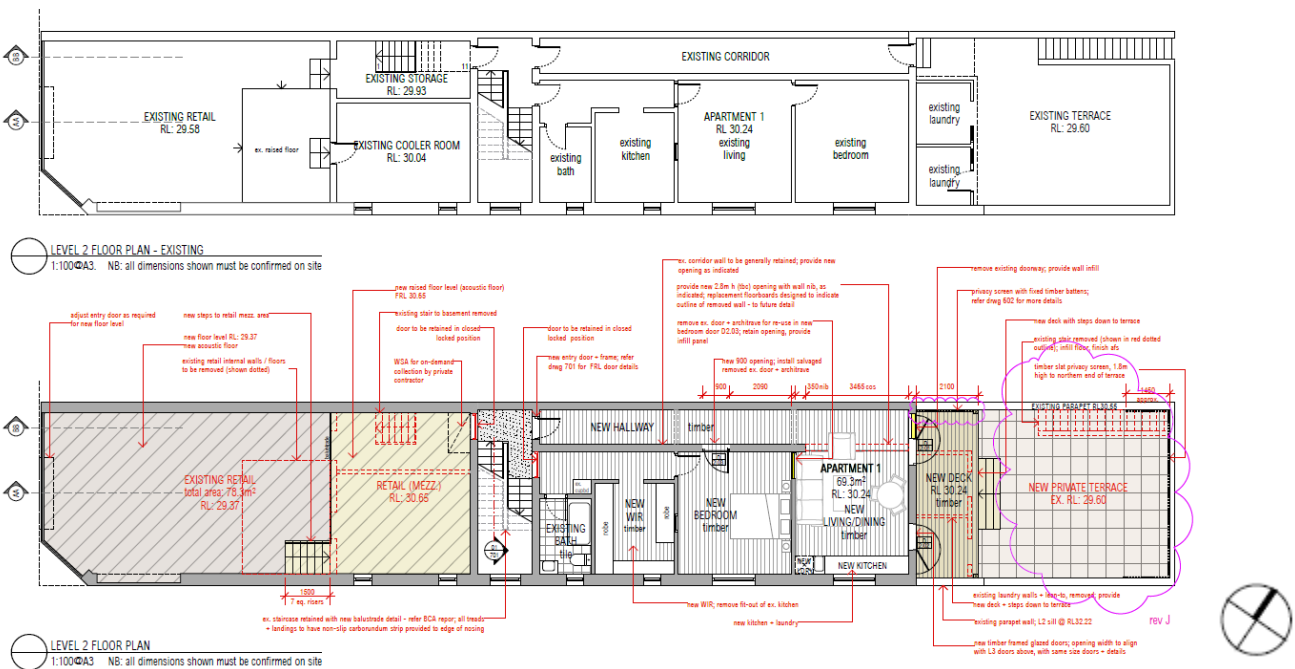 BB
EXISTING CORRIDOR
1
11
EXISTING STORAGE
RL: 29.93
AA
EXISTING RETAIL
RL: 29.58
ex. raised floor
EXISTING COOLER ROOM
RL: 30.04
existing
bath
existing
kitchen
APARTMENT 1
RL 30.24
existing
living
existing
bedroom
existing
laundry
existing
laundry
EXISTING TERRACE
RL: 29.60
LEVEL 2 FLOOR PLAN - EXISTING
1:100@A3. NB: all dimensions shown must be confirmed on site
adjust entry door as required
for new floor level
new steps to retail mezz. area
new floor level RL: 29.37
new acoustic floor
existing retail internal walls / floors
to be removed (shown dotted)
new raised floor level (acoustic floor)
FRL 30.65
existing stair to basement removed
door to be retained in closed
locked position
WDA for on-demand
collection by private
contractor
door to be retained in closed
locked position
new entry door + frame; refer
dwg 701 for FRL door details
ex. corridor wall to be generally retained; provide new
opening as indicated
provide new 2.8m h (tbc) opening with wall nib, as
indicated; replacement floorboards designed to indicate
outline of removed wall - to future detail
remove ex. door + architrave for re-use in new
bedroom door D2.03; retain opening, provide
infill panel
new 900 opening; install salvaged
removed ex. door + architrave
remove existing doorway; provide wall infill
privacy screen with fixed timber battens;
refer drwg 602 for more details
new deck with steps down to terrace
existing stair removed (shown in red dotted
outline); infill floor, finish afs
timber slat privacy screen, 1.8m
high to northern end of terrace
900
2090
350nib
3455 cos
2100
1450
approx.
EXISTING PARAPET RL30.66
BB
AA
EXISTING RETAIL
total area: 78.3m²
RL: 29.37
RETAIL (MEZZ.)
RL: 30.65
NEW HALLWAY
timber
EXISTING BATH
tile
robe
NEW
WIR
timber
robe
NEW
BEDROOM
timber
APARTMENT 1
69.3m²
RL: 30.24
NEW
LIVING/DINING
timber
NEW
LDRY
NEW KITCHEN
NEW DECK
RL 30.24
timber
NEW PRIVATE TERRACE
EX. RL: 29.60
D1
701
1500
7 eq. risers
ex. staircase retained with new balustrade detail - refer BCA repor; all treads
+ landings to have non-slip carborundum strip provided to edge of nosing
new WIR; remove fit-out of ex. kitchen
new kitchen + laundry
existing laundry walls + lean-to, removed; provide
new deck + steps down to terrace
existing parapet wall; L2 sill @ RL32.22
new timber framed glazed doors; opening width to align
with L3 doors above, with same size doors + details
rev J
LEVEL 2 FLOOR PLAN
1:100@A3 NB: all dimensions shown must be confirmed on site